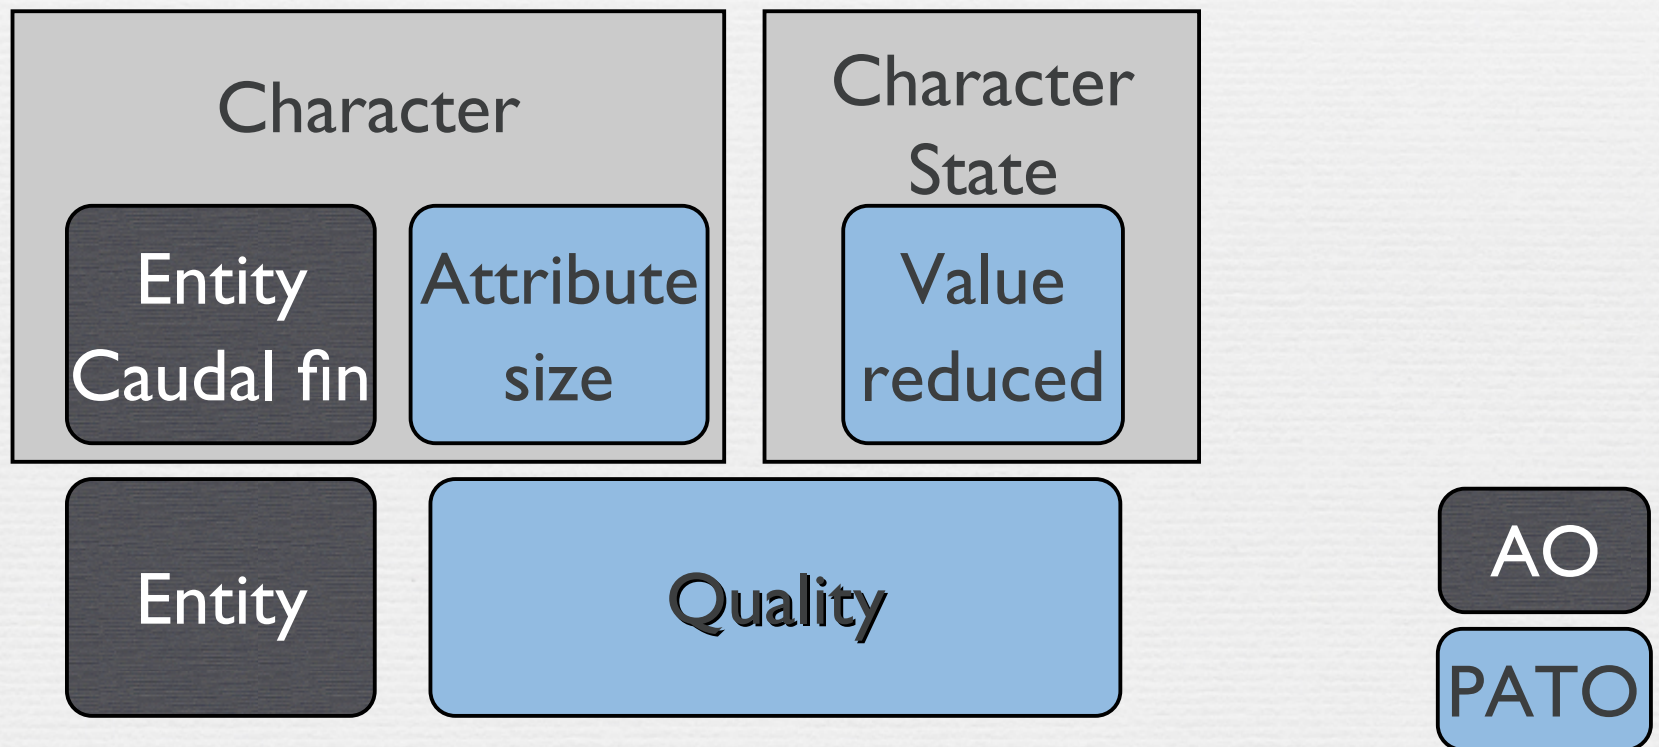 Character
Entity
Caudal fin
Attribute
size
Character
State
Value
reduced
Entity
Quality
AO
PATO